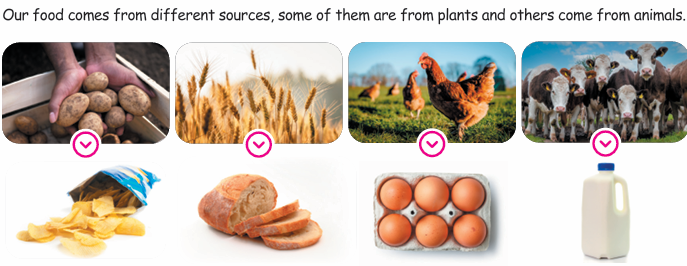 Our food comes from different sources, some of them are from plants and others come from animals.